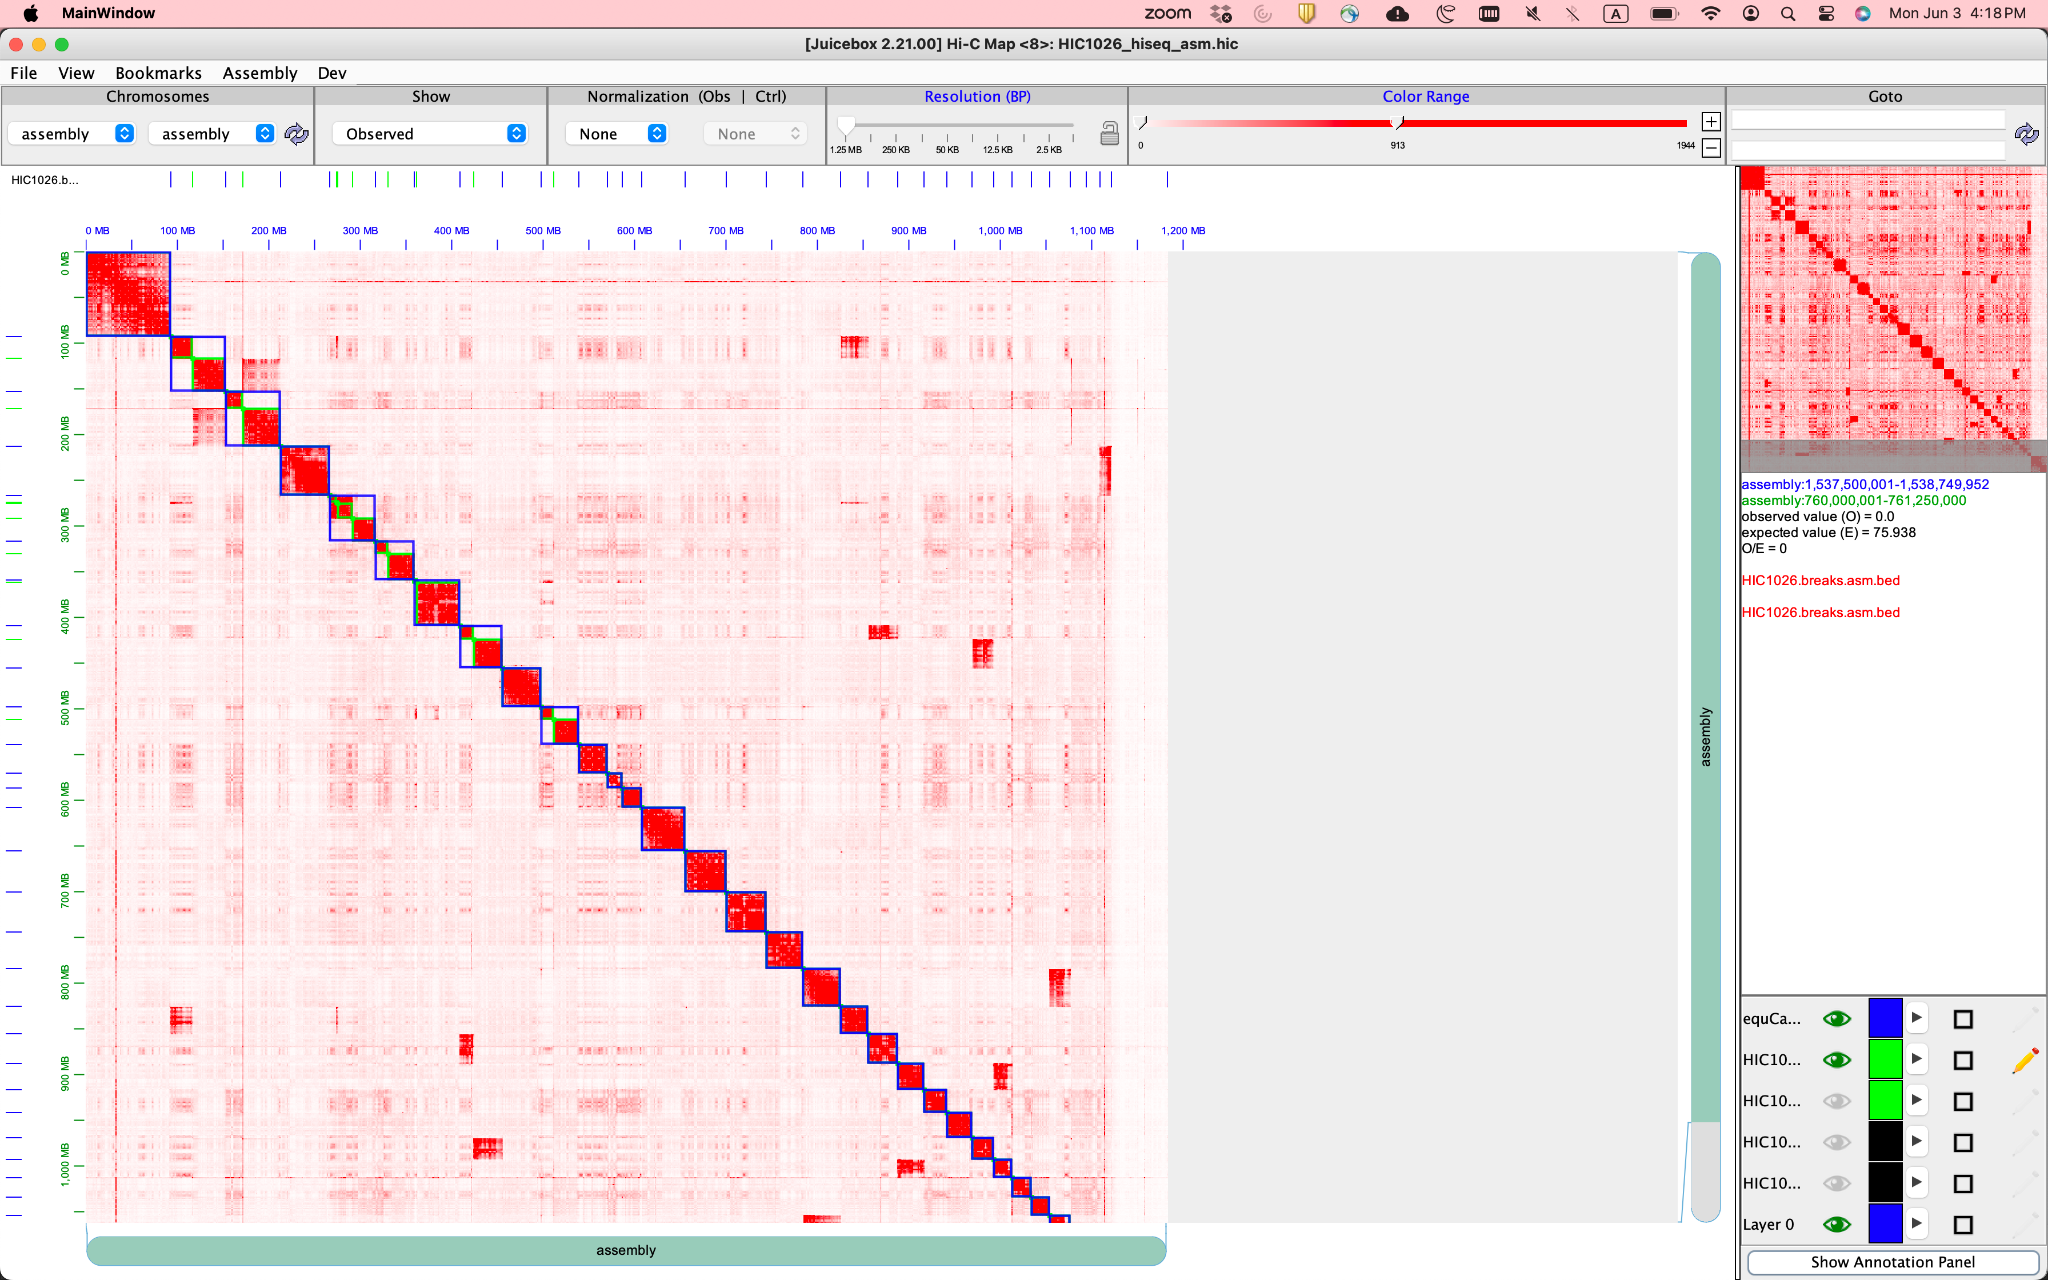 MainWindow
zoom
A
Mon Jun 3 4:18 PM
[Juicebox 2.21.00] Hi-C Map <8>: HIC1026_hiseq_asm.hic
File View Bookmarks Assembly Dev
Chromosomes Show Normalization (Obs | Ctrl) Resolution (BP) Color Range Goto
assembly assembly Observed None None
1.25 MB 250 KB 50 KB 12.5 KB 2.5 KB
0 913 1944
+
−
HIC1026.b...
0 MB 100 MB 200 MB 300 MB 400 MB 500 MB 600 MB 700 MB 800 MB 900 MB 1,000 MB 1,100 MB 1,200 MB
0 MB
100 MB
200 MB
300 MB
400 MB
500 MB
600 MB
700 MB
800 MB
900 MB
1,000 MB
assembly
assembly
assembly:1,537,500,001-1,538,749,952
assembly:760,000,001-761,250,000
observed value (O) = 0.0
expected value (E) = 75.938
O/E = 0
HIC1026.breaks.asm.bed
HIC1026.breaks.asm.bed
equCa...
HIC10...
HIC10...
HIC10...
HIC10...
Layer 0
Show Annotation Panel